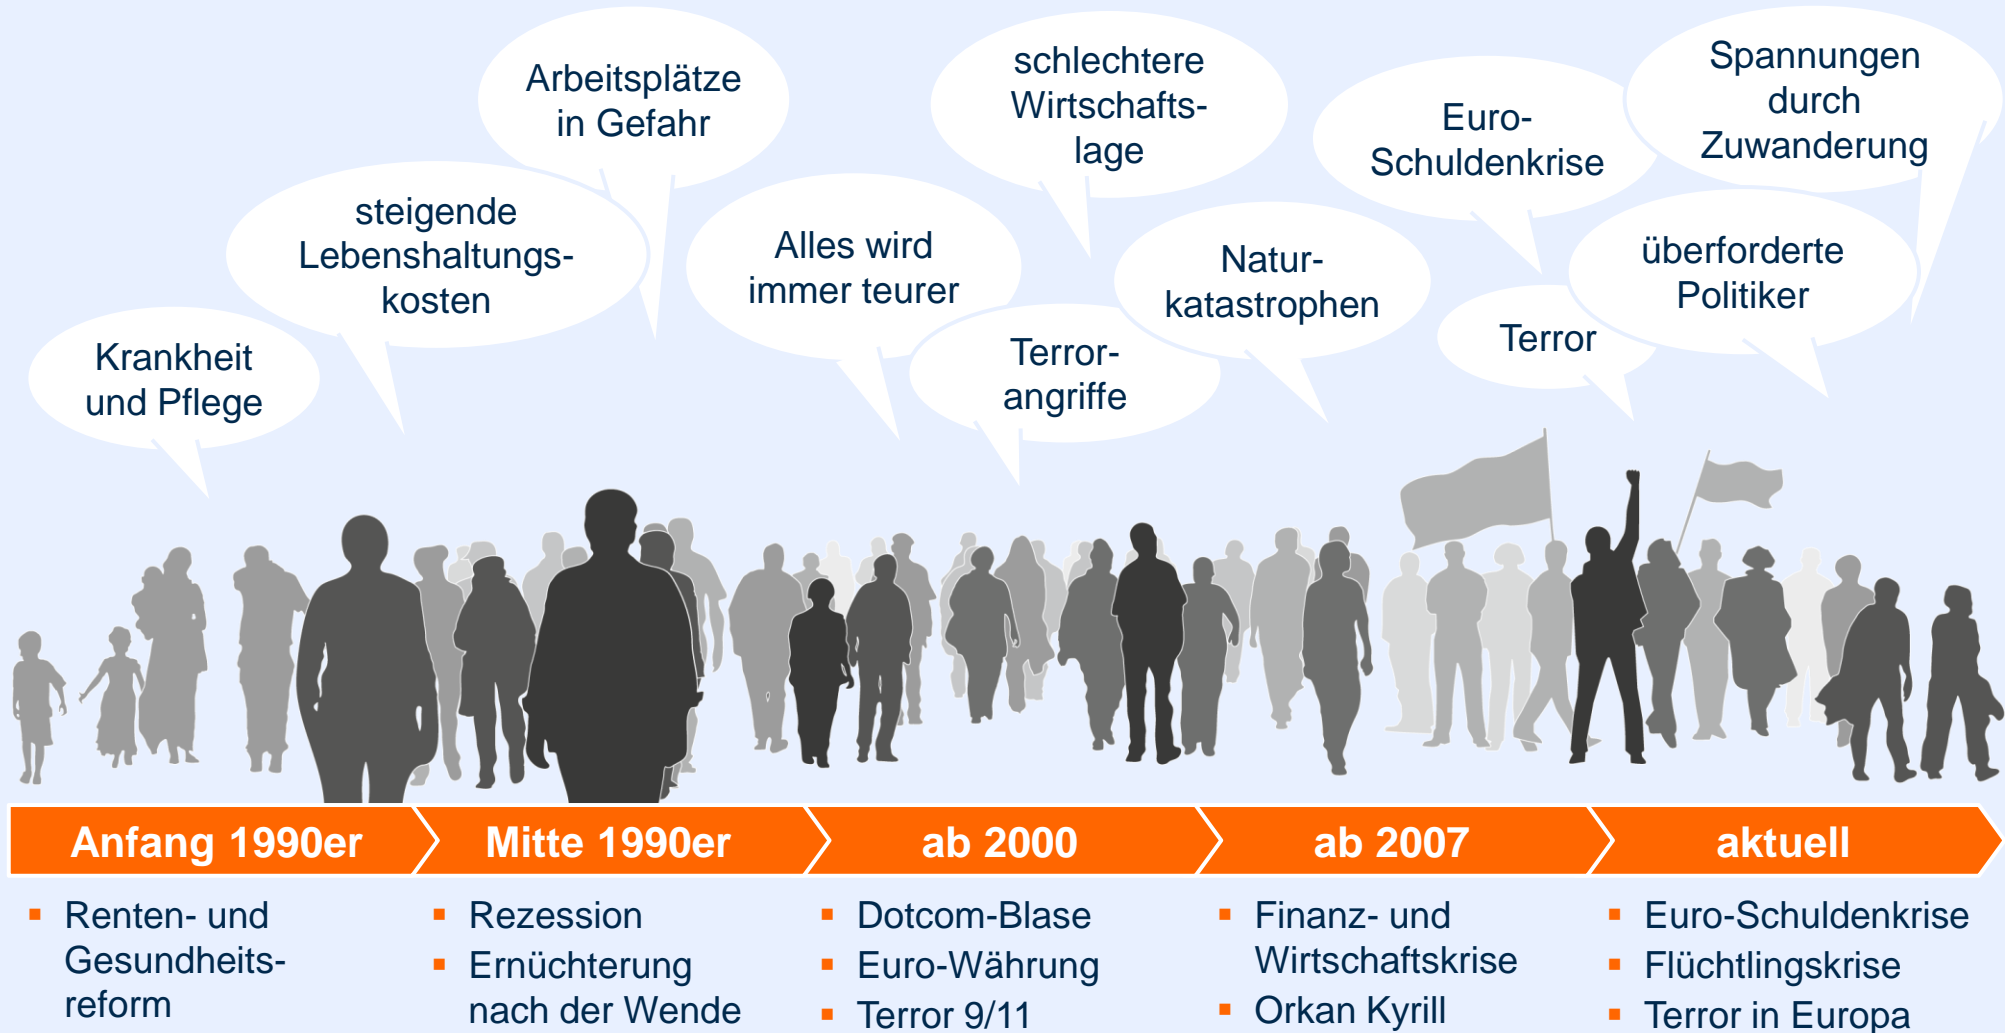 Arbeitsplätze
in Gefahr
schlechtere
Wirtschafts-
lage
Euro-
Schuldenkrise
Spannungen
durch
Zuwanderung
steigende
Lebenshaltungs-
kosten
Alles wird
immer teurer
Natur-
katastrophen
überforderte
Politiker
Krankheit
und Pflege
Terror-
angriffe
Terror
Anfang 1990er
Mitte 1990er
ab 2000
ab 2007
aktuell
▪ Renten- und
Gesundheits-
reform
▪ Rezession
▪ Ernüchterung
nach der Wende
▪ Dotcom-Blase
▪ Euro-Währung
▪ Terror 9/11
▪ Finanz- und
Wirtschaftskrise
▪ Orkan Kyrill
▪ Euro-Schuldenkrise
▪ Flüchtlingskrise
▪ Terror in Europa